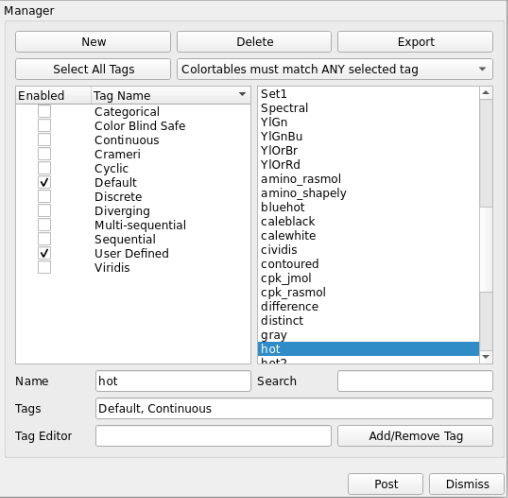 Manager
New Delete Export
Select All Tags Colortables must match ANY selected tag
Enabled Tag Name
Categorical
Color Blind Safe
Continuous
Crameri
Cyclic
Default
Discrete
Diverging
Multi-sequential
Sequential
User Defined
Viridis
Set1
Spectral
YlGn
YlGnBu
YlOrBr
YlOrRd
amino_rasmol
amino_shapely
bluehot
caleblack
calewhite
cividis
contoured
cpk_jmol
cpk_rasmol
difference
distinct
gray
hot
hot2
Name hot Search
Tags Default, Continuous
Tag Editor Add/Remove Tag
Post Dismiss